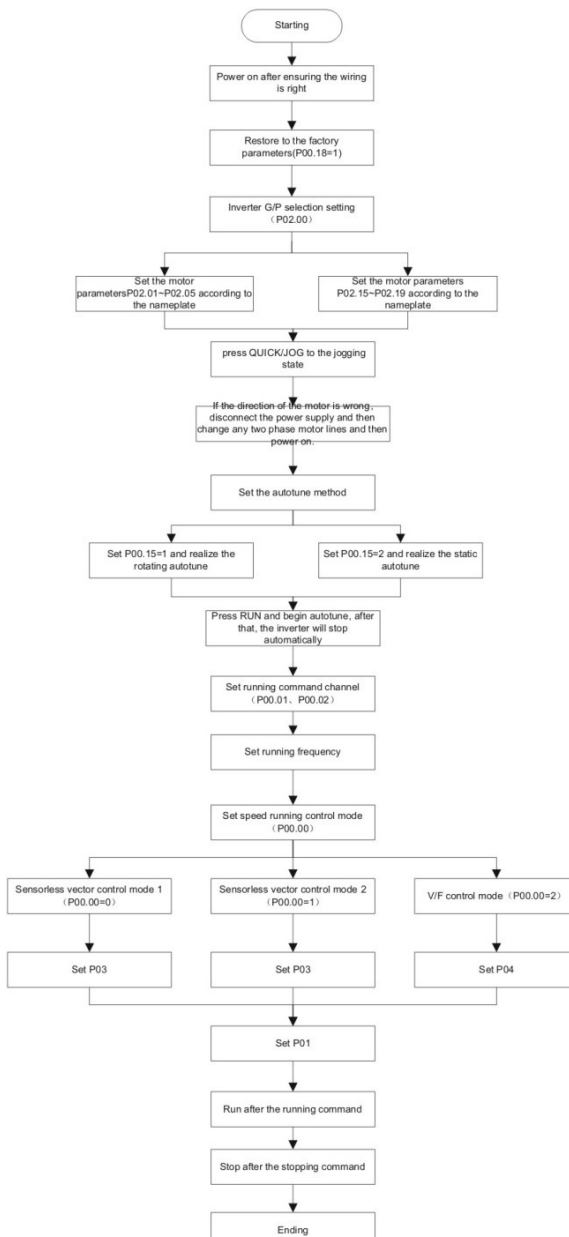 Starting
Power on after ensuring the wiring
is right
Restore to the factory
parameters(P00.18=1)
Inverter G/P selection setting
（P02.00）
Set the motor
parametersP02.01~P02.05 according to
the nameplate
Set the motor parameters
P02.15~P02.19 according to the
nameplate
press QUICK/JOG to the jogging
state
If the direction of the motor is wrong,
disconnect the power supply and then
change any two phase motor lines and then
power on.
Set the autotune method
Set P00.15=1 and realize the
rotating autotune
Set P00.15=2 and realize the static
autotune
Press RUN and begin autotune, after
that, the inverter will stop
automatically
Set running command channel
（P00.01、P00.02）
Set running frequency
Set speed running control mode
（P00.00）
Sensorless vector control mode 1
（P00.00=0）
Sensorless vector control mode 2
（P00.00=1）
V/F control mode（P00.00=2）
Set P03
Set P03
Set P04
Set P01
Run after the running command
Stop after the stopping command
Ending